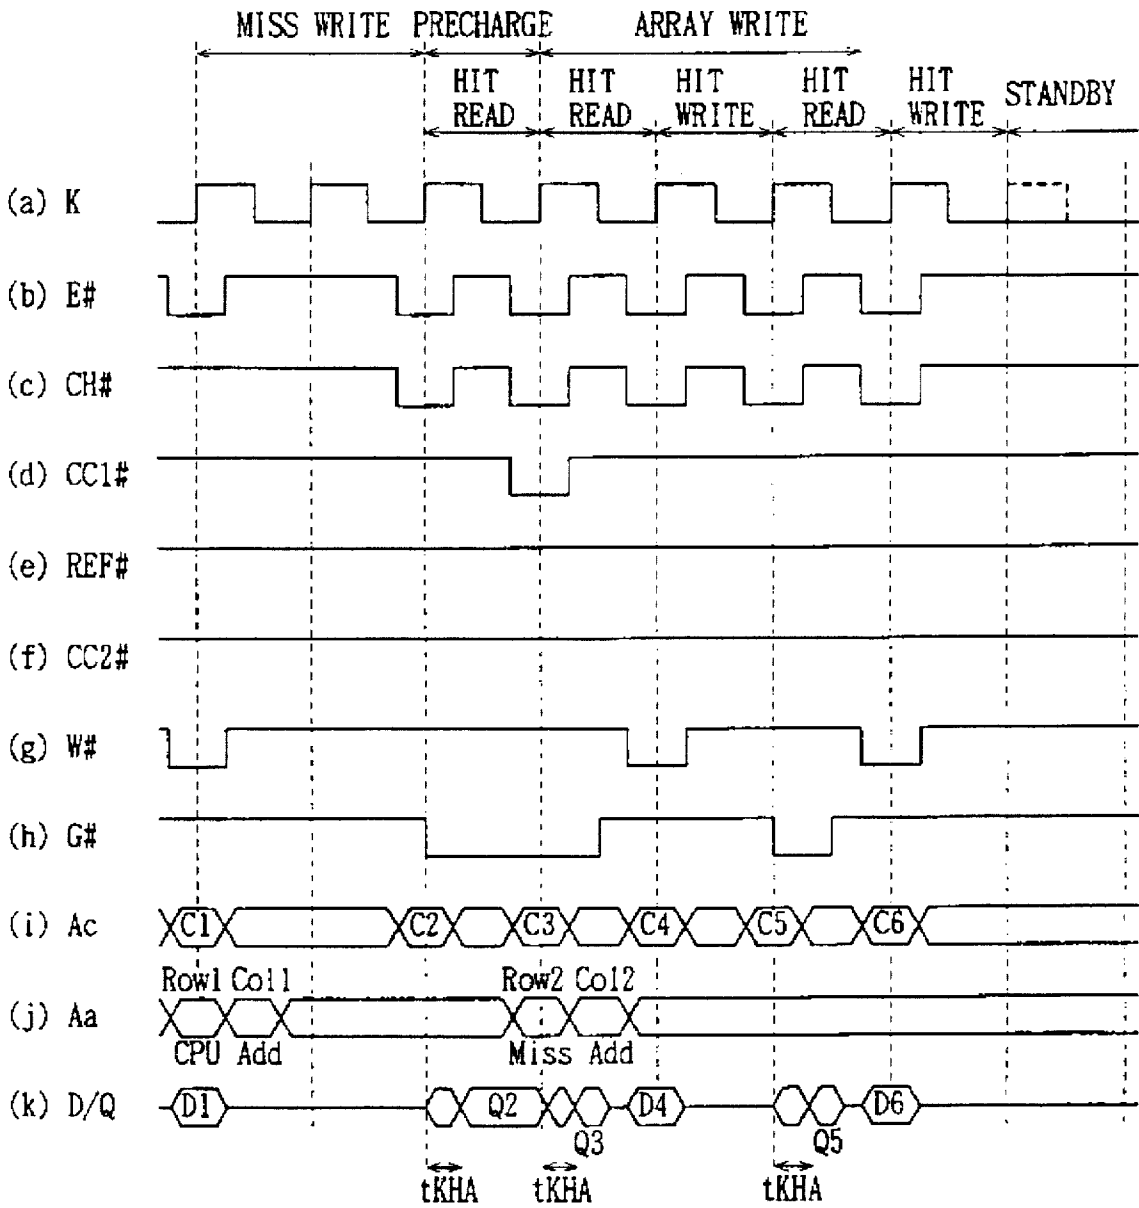 MISS WRITE PRECHARGE ARRAY WRITE
HIT HIT HIT HIT HIT STANDBY
READ READ WRITE READ WRITE
(a) K
(b) E#
(c) CH#
(d) CC1#
(e) REF#
(f) CC2#
(g) W#
(h) G#
(i) Ac C1 C2 C3 C4 C5 C6
Row1 Col1 Row2 Col2
(j) Aa
CPU Add Miss Add
(k) D/Q D1 Q2 D4 D6
Q3 Q5
tKHA tKHA tKHA